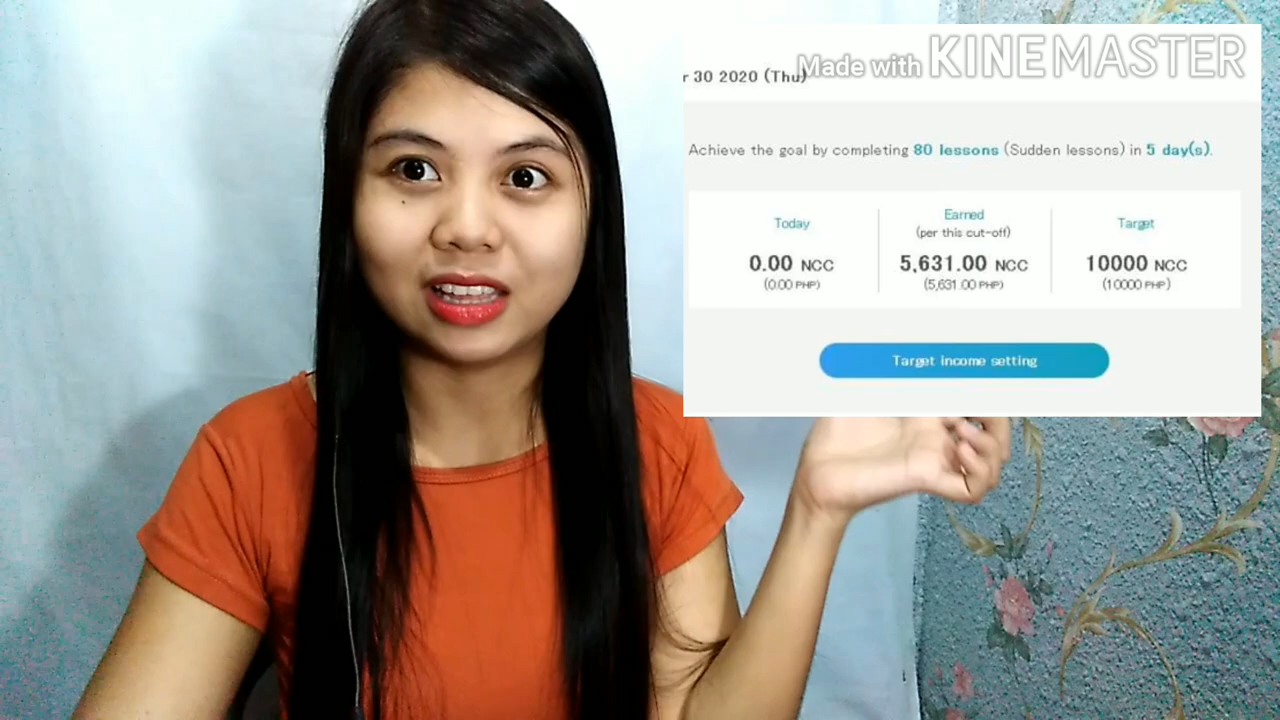 Made with KINEMASTER
r 30 2020 (Thu)
Achieve the goal by completing 80 lessons (Sudden lessons) in 5 day(s).
Today
Earned
(per this cut-off)
Target
0.00 NCC
5,631.00 NCC
10000 NCC
(0.00 PHP)
(5,631.00 PHP)
(10000 PHP)
Target income setting